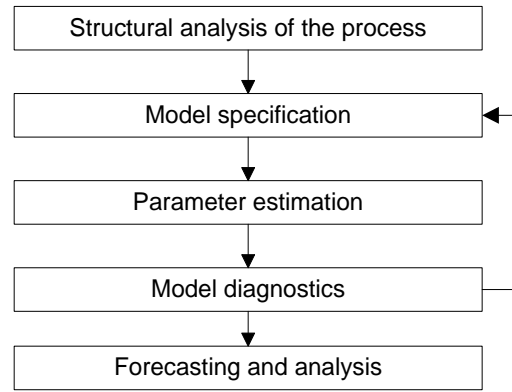 Structural analysis of the process
Model specification
Parameter estimation
Model diagnostics
Forecasting and analysis